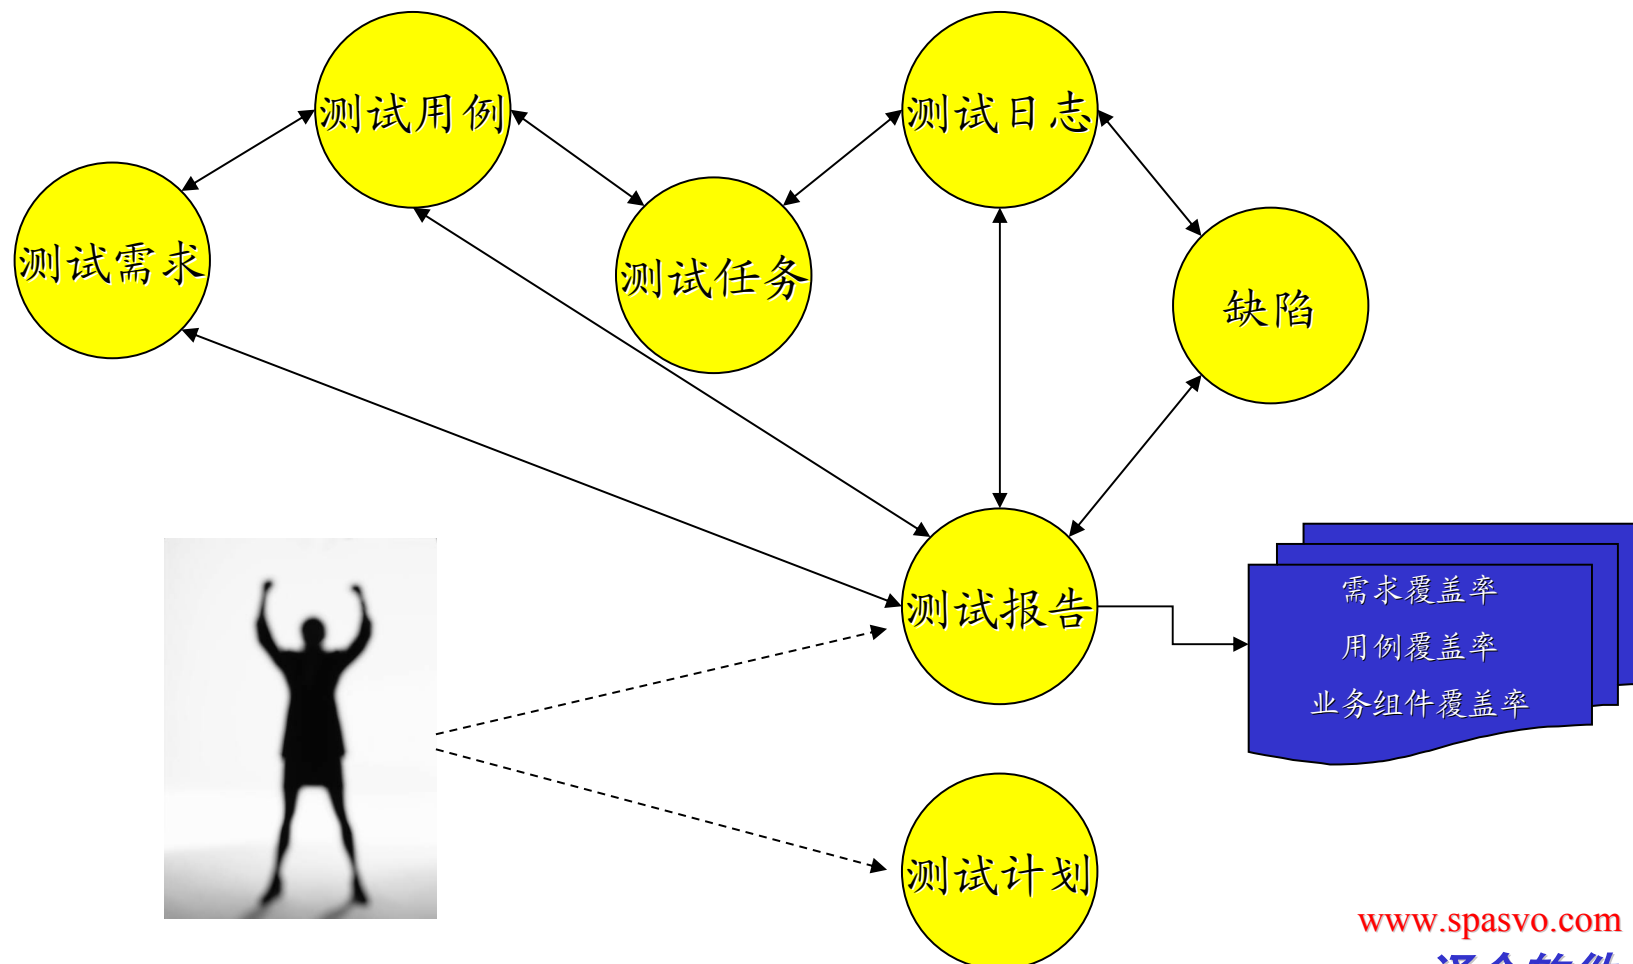 测试用例
测试日志
测试需求
测试任务
缺陷
测试报告
需求覆盖率
用例覆盖率
业务组件覆盖率
测试计划
www.spasvo.com